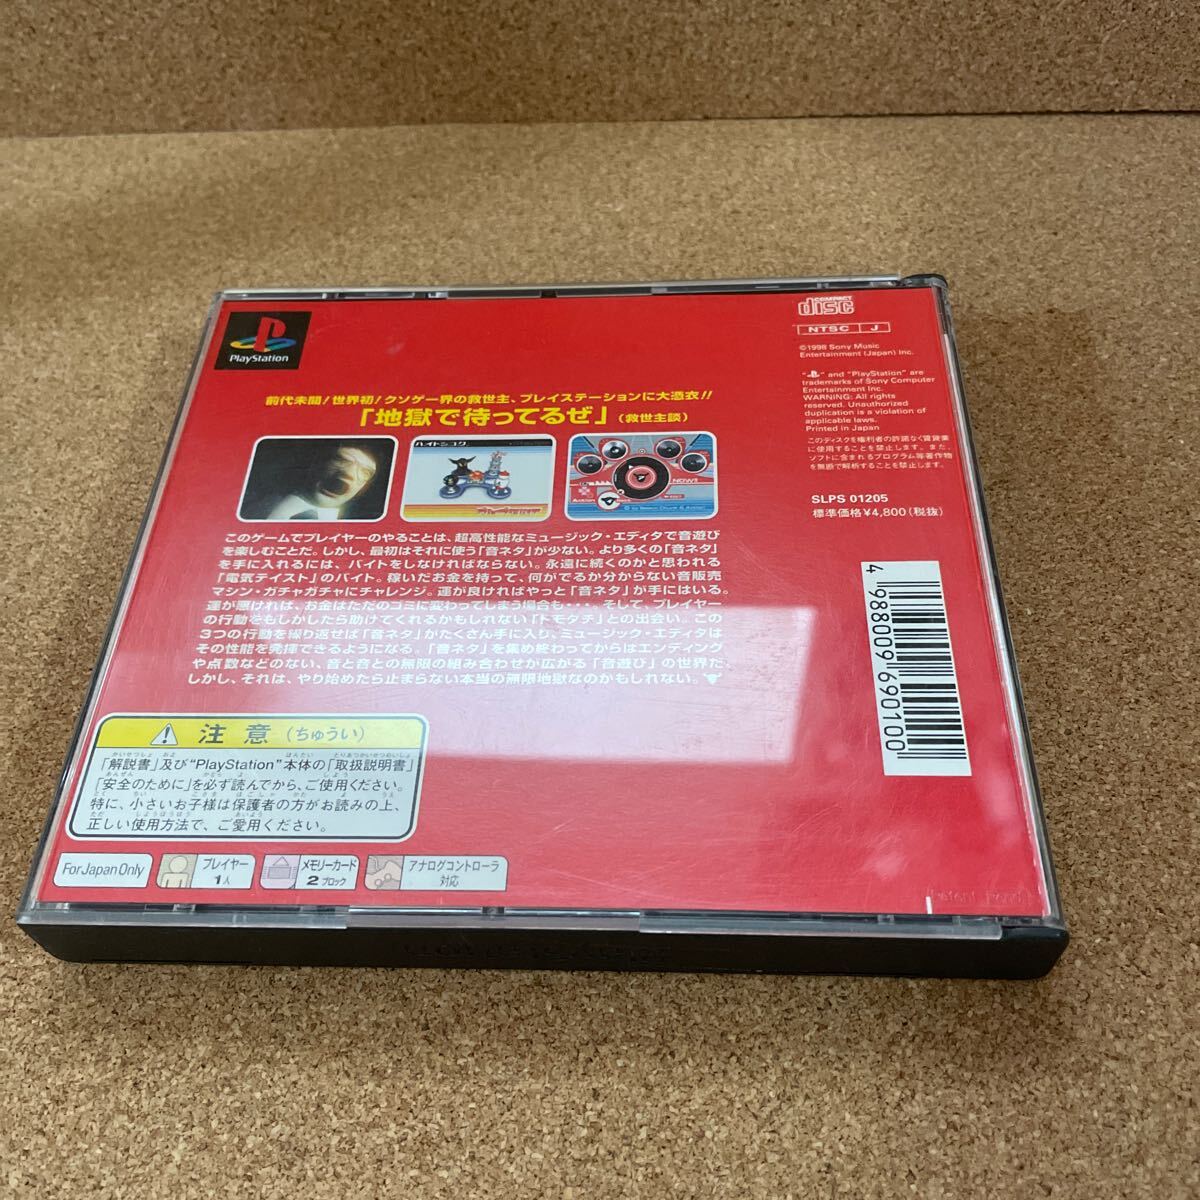 PlayStation
COMPACT
disc
NTSC J
©1998 Sony Music
Entertainment (Japan) Inc.
" " and "PlayStation" are
trademarks of Sony Computer
Entertainment Inc.
WARNING: All rights
reserved. Unauthorized
duplication is a violation of
applicable laws.
Printed in Japan
このディスクを権利者の許諾なく賃貸業
に使用することを禁止します。また、
ソフトに含まれるプログラム等著作物
を無断で解析することを禁止します。
SLPS 01205
標準価格¥4,800(税抜)
前代未聞!世界初!クソゲー界の救世主、プレイステーションに大憑衣!!
「地獄で待ってるぜ」(救世主談)
NOW!!
このゲームでプレイヤーのやることは、超高性能なミュージック・エディタで音遊び
を楽しむことだ。しかし、最初はそれに使う「音ネタ」が少ない。より多くの「音ネタ」
を手に入れるには、バイトをしなければならない。永遠に続くのかと思われる
「電気テイスト」のバイト。稼いだお金を持って、何がでるか分からない音販売
マシン・ガチャガチャにチャレンジ。運が良ければやっと「音ネタ」が手にはいる。
運が悪ければ、お金はただのゴミに変わってしまう場合も・・・。そして、プレイヤー
の行動をもしかしたら助けてくれるかもしれない「トモダチ」との出会い。この
3つの行動を繰り返せば「音ネタ」がたくさん手に入り、ミュージック・エディタは
その性能を発揮できるようになる。「音ネタ」を集め終わってからはエンディング
や点数などのない、音と音との無限の組み合わせが広がる「音遊び」の世界だ。
しかし、それは、やり始めたら止まらない本当の無限地獄なのかもしれない。
4 988009 690100
注意(ちゅうい)
「解説書」及び"PlayStation"本体の「取扱説明書」
「安全のために」を必ず読んでから、ご使用ください。
特に、小さいお子様は保護者の方がお読みの上、
正しい使用方法で、ご愛用ください。
For Japan Only
プレイヤー
1人
メモリーカード
2ブロック
アナログコントローラ
対応